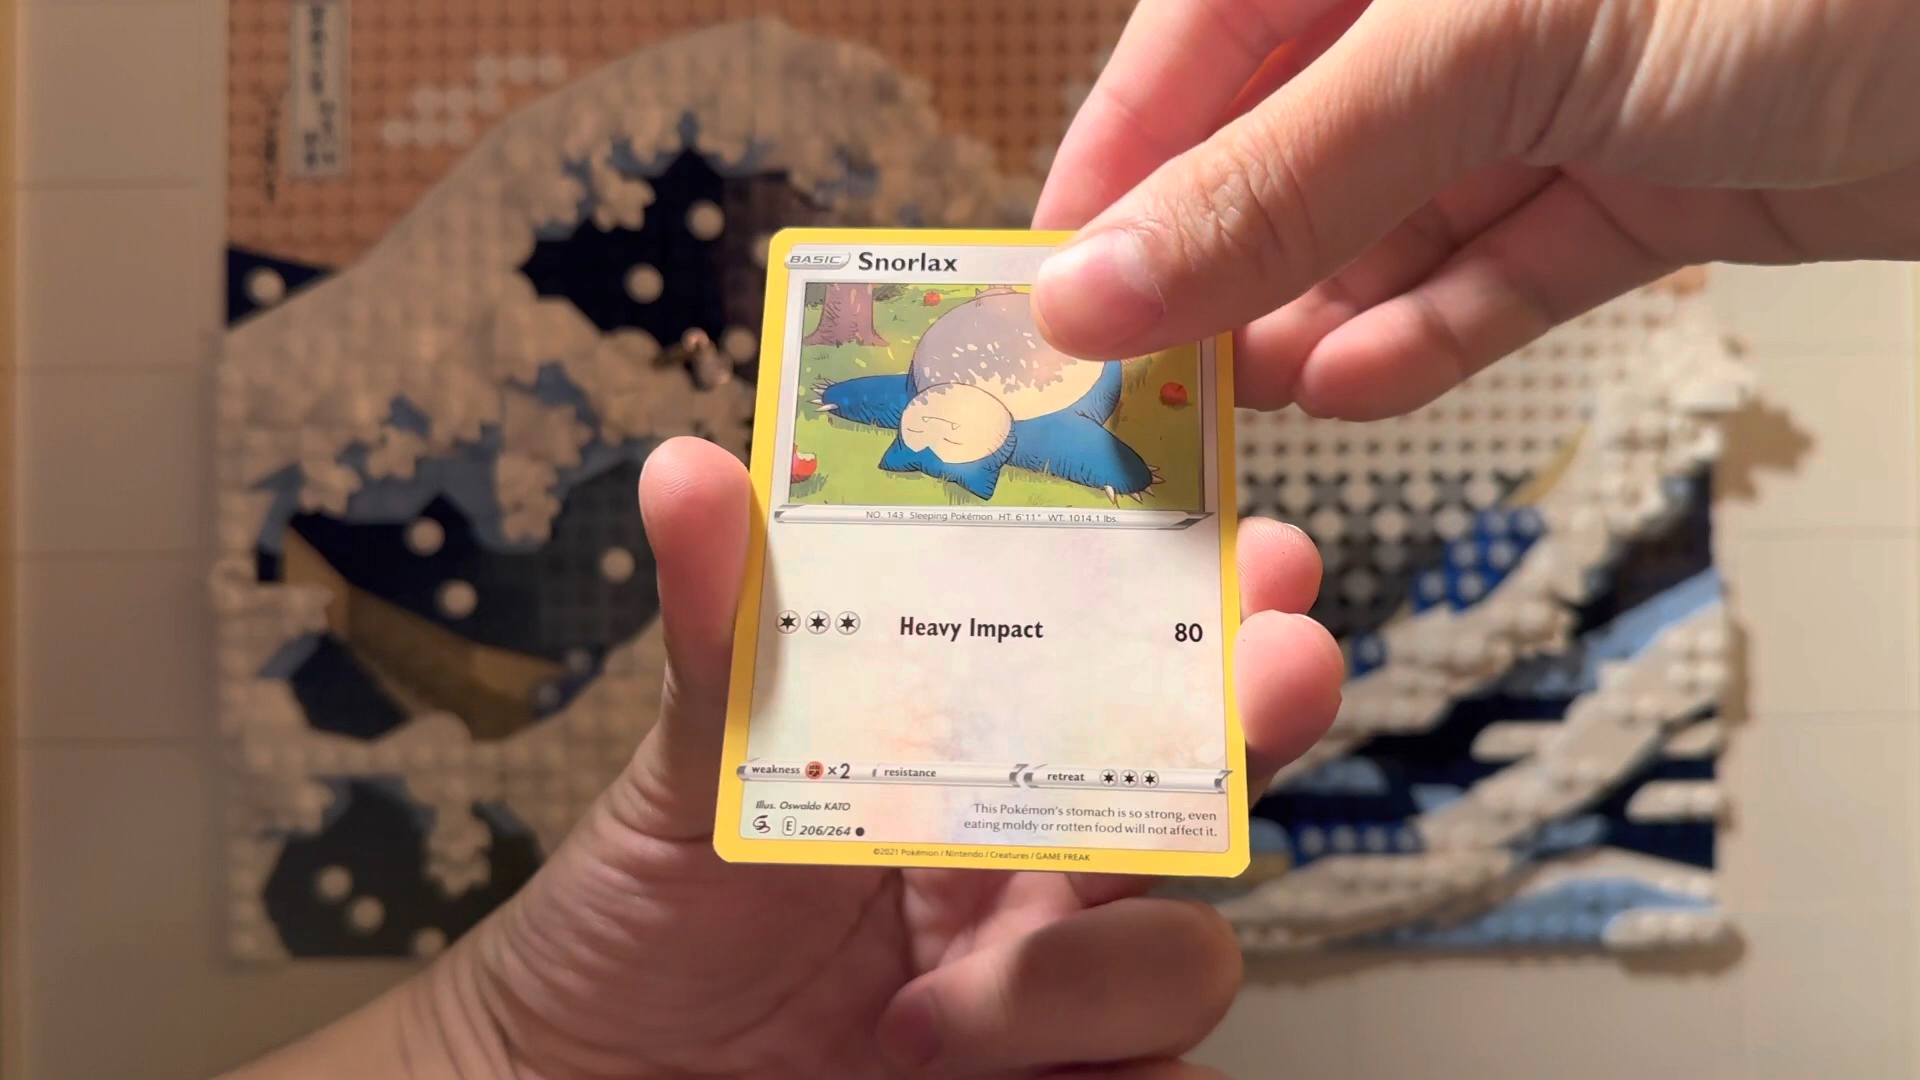 BASIC Snorlax
NO. 143 Sleeping Pokémon HT: 6'11" WT: 1014.1 lbs.
Heavy Impact 80
weakness ×2 resistance retreat
Illus. Oswaldo KATO
This Pokémon's stomach is so strong, even
eating moldy or rotten food will not affect it.
E 206/264
©2021 Pokémon / Nintendo / Creatures / GAME FREAK